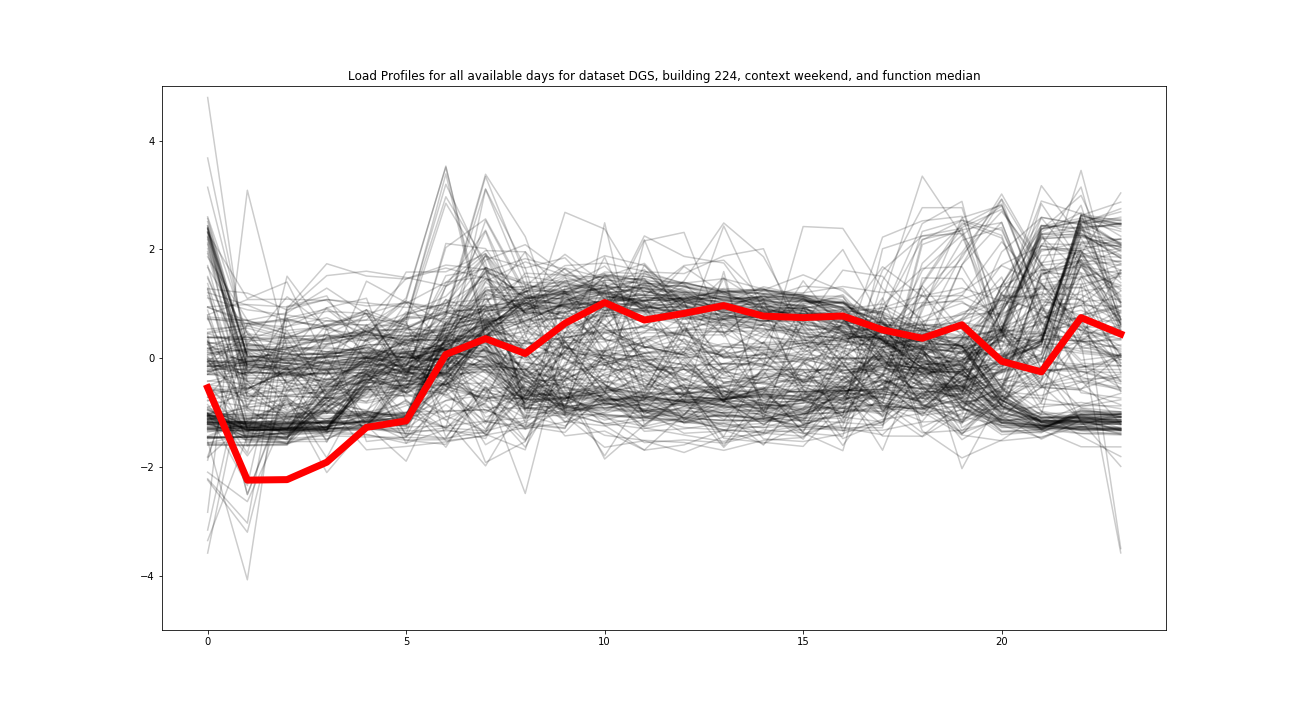 Load Profiles for all available days for dataset DGS, building 224, context weekend, and function median
4
2
0
−2
−4
0 5 10 15 20